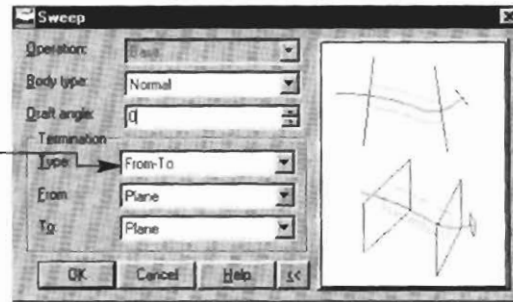 Sweep
Operation: Base
Body type: Normal
Draft angle: 0
Termination
Type: From-To
From: Plane
To: Plane
OK Cancel Help <<